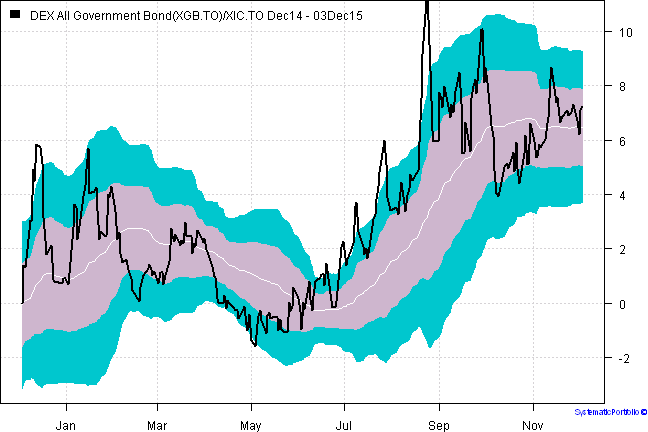 DEX All Government Bond(XGB.TO)/XIC.TO Dec14 - 03Dec15
10
8
6
4
2
0
-2
Jan Mar May Jul Sep Nov
SystematicPortfolio ©